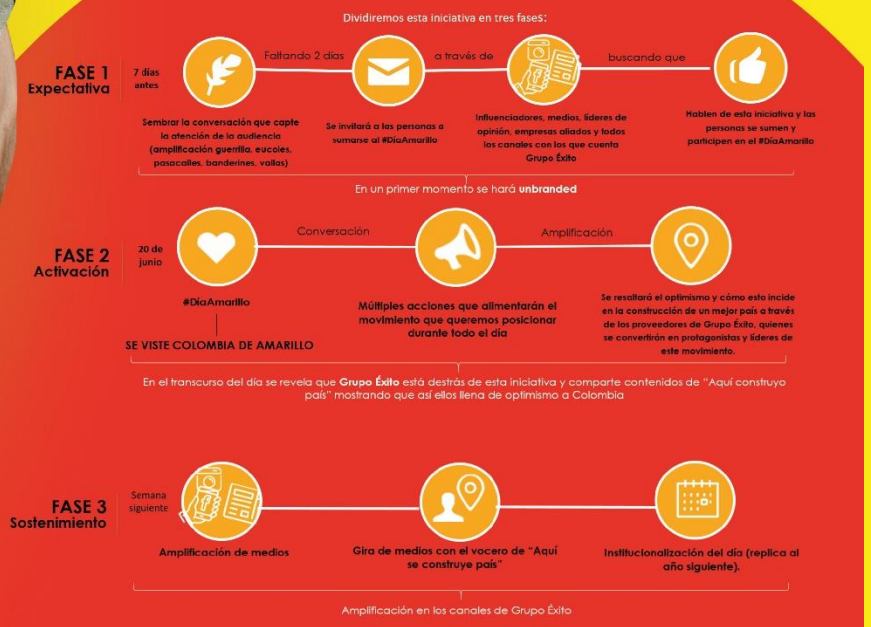 Dividiremos esta iniciativa en tres fases:
FASE 1
Expectativa
7 días
antes
Faltando 2 días
a través de
buscando que
Sembrar la conversación que capte
la atención de la audiencia
(amplificación guerrilla, eucoles,
pasacalles, banderines, vallas)
Se invitará a las personas a
sumarse al #DíaAmarillo
Influenciadores, medios, líderes de
opinión, empresas aliados y todos
los canales con los que cuenta
Grupo Éxito
Hablen de esta iniciativa y las
personas se sumen y
participen en el #DíaAmarillo
En un primer momento se hará unbranded
FASE 2
Activación
20 de
junio
Conversación
Amplificación
#DíaAmarillo
SE VISTE COLOMBIA DE AMARILLO
Múltiples acciones que alimentarán el
movimiento que queremos posicionar
durante todo el día
Se resaltará el optimismo y cómo esto incide
en la construcción de un mejor país a través
de los proveedores de Grupo Éxito, quienes
se convertirán en protagonistas y líderes de
este movimiento.
En el transcurso del día se revela que Grupo Éxito está destrás de esta iniciativa y comparte contenidos de "Aquí construyo
país" mostrando que así ellos llena de optimismo a Colombia
FASE 3
Sostenimiento
Semana
siguiente
Amplificación de medios
Gira de medios con el vocero de "Aquí
se construye país"
Institucionalización del día (replica al
año siguiente).
Amplificación en los canales de Grupo Éxito